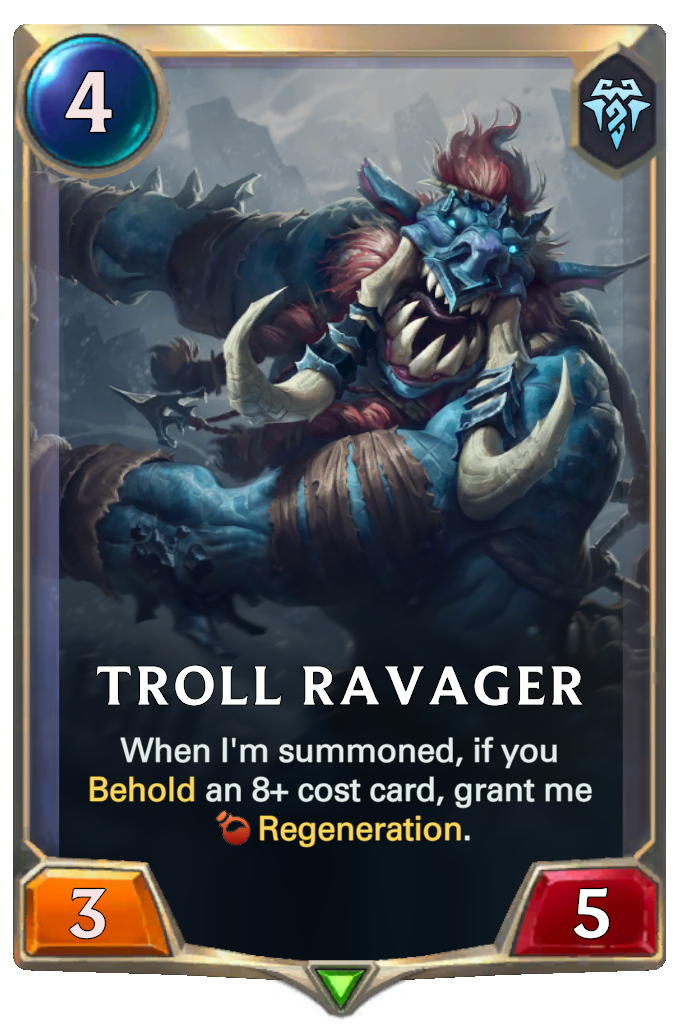 4
TROLL RAVAGER
When I'm summoned, if you
Behold an 8+ cost card, grant me
Regeneration.
3
5